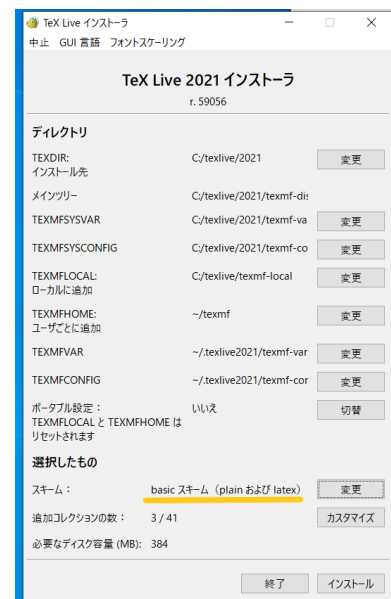 TeX Live インストーラ
中止 GUI 言語 フォントスケーリング
TeX Live 2021 インストーラ
r. 59056
ディレクトリ
TEXDIR: C:/texlive/2021 変更
インストール先
メインツリー C:/texlive/2021/texmf-dis
TEXMFSYSVAR C:/texlive/2021/texmf-va 変更
TEXMFSYSCONFIG C:/texlive/2021/texmf-co 変更
TEXMFLOCAL: C:/texlive/texmf-local 変更
ローカルに追加
TEXMFHOME: ~/texmf 変更
ユーザごとに追加
TEXMFVAR ~/.texlive2021/texmf-var 変更
TEXMFCONFIG ~/.texlive2021/texmf-cor 変更
ポータブル設定： いいえ 切替
TEXMFLOCAL と TEXMFHOME は
リセットされます
選択したもの
スキーム： basic スキーム（plain および latex） 変更
追加コレクションの数： 3 / 41 カスタマイズ
必要なディスク容量 (MB): 384
終了 インストール